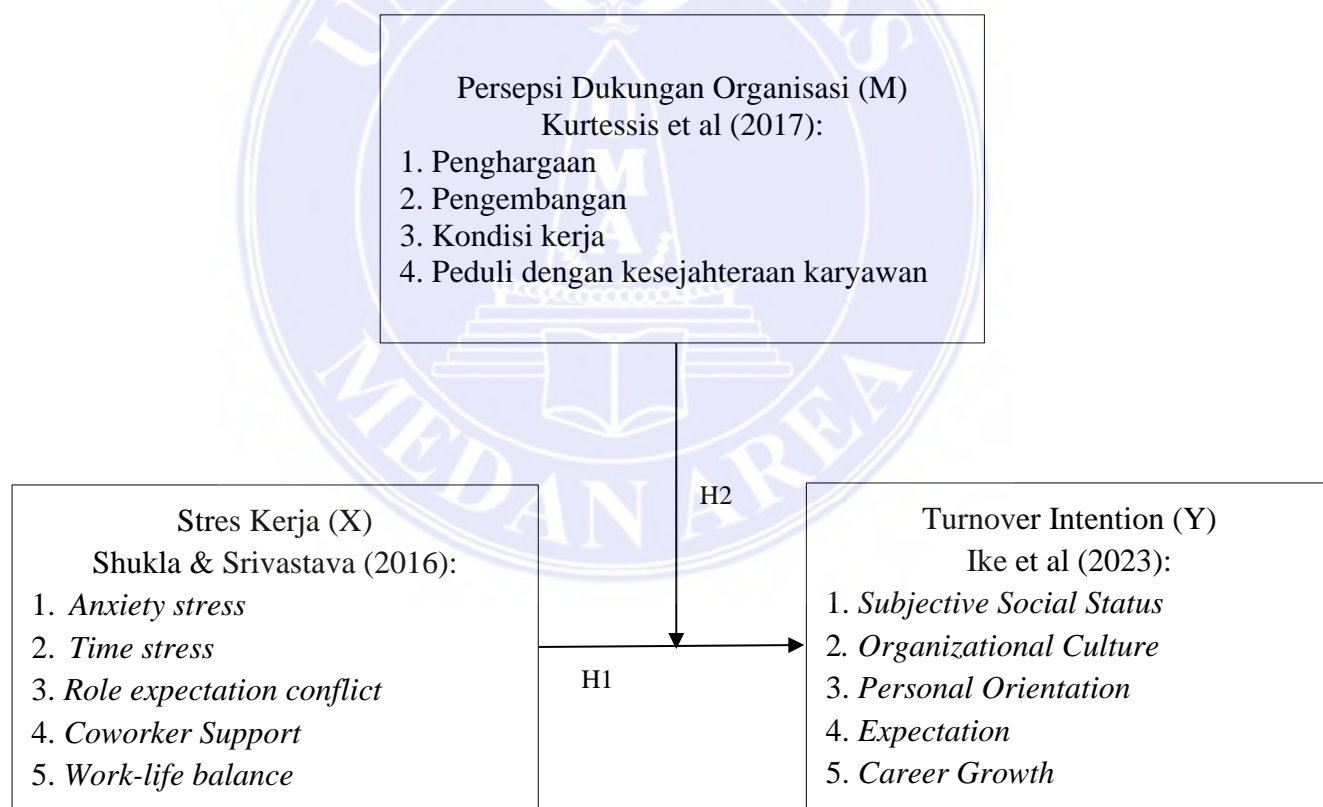 Persepsi Dukungan Organisasi (M)
Kurtessis et al (2017):
1. Penghargaan
2. Pengembangan
3. Kondisi kerja
4. Peduli dengan kesejahteraan karyawan
H2
Stres Kerja (X)
Shukla & Srivastava (2016):
1. Anxiety stress
2. Time stress
3. Role expectation conflict
4. Coworker Support
5. Work-life balance
H1
Turnover Intention (Y)
Ike et al (2023):
1. Subjective Social Status
2. Organizational Culture
3. Personal Orientation
4. Expectation
5. Career Growth
MEDAN AREA